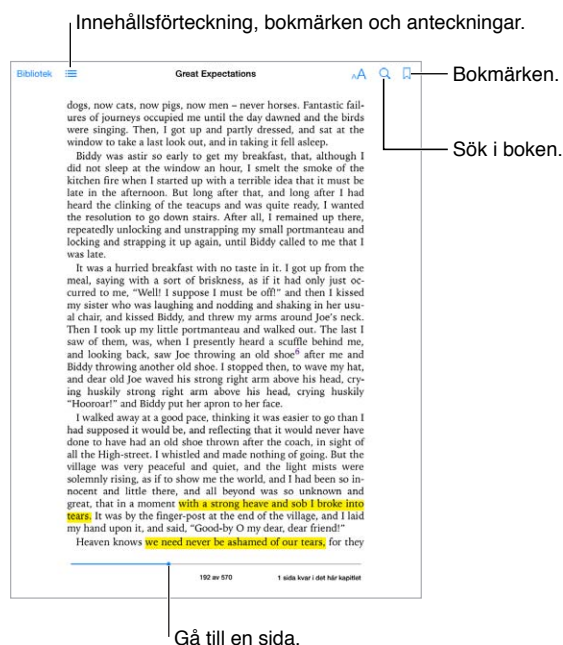 Innehållsförteckning, bokmärken och anteckningar.
Bibliotek
Great Expectations
AA
Bokmärken.
Sök i boken.
dogs, now cats, now pigs, now men – never horses. Fantastic fail-
ures of journeys occupied me until the day dawned and the birds
were singing. Then, I got up and partly dressed, and sat at the
window to take a last look out, and in taking it fell asleep.
Biddy was astir so early to get my breakfast, that, although I
did not sleep at the window an hour, I smelt the smoke of the
kitchen fire when I started up with a terrible idea that it must be
late in the afternoon. But long after that, and long after I had
heard the clinking of the teacups and was quite ready, I wanted
the resolution to go down stairs. After all, I remained up there,
repeatedly unlocking and unstrapping my small portmanteau and
locking and strapping it up again, until Biddy called to me that I
was late.
It was a hurried breakfast with no taste in it. I got up from the
meal, saying with a sort of briskness, as if it had only just oc-
curred to me, “Well! I suppose I must be off!” and then I kissed
my sister who was laughing and nodding and shaking in her usu-
al chair, and kissed Biddy, and threw my arms around Joe’s neck.
Then I took up my little portmanteau and walked out. The last I
saw of them, was, when I presently heard a scuffle behind me,
and looking back, saw Joe throwing an old shoe6 after me and
Biddy throwing another old shoe. I stopped then, to wave my hat,
and dear old Joe waved his strong right arm above his head, cry-
ing huskily strong right arm above his head, crying huskily
“Hooroar!” and Biddy put her apron to her face.
I walked away at a good pace, thinking it was easier to go than I
had supposed it would be, and reflecting that it would never have
done to have had an old shoe thrown after the coach, in sight of
all the High-street. I whistled and made nothing of going. But the
village was very peaceful and quiet, and the light mists were
solemnly rising, as if to show me the world, and I had been so in-
nocent and little there, and all beyond was so unknown and
great, that in a moment with a strong heave and sob I broke into
tears. It was by the finger-post at the end of the village, and I laid
my hand upon it, and said, “Good-by O my dear, dear friend!”
Heaven knows we need never be ashamed of our tears, for they
192 av 570
1 sida kvar i det här kapitlet
Gå till en sida.